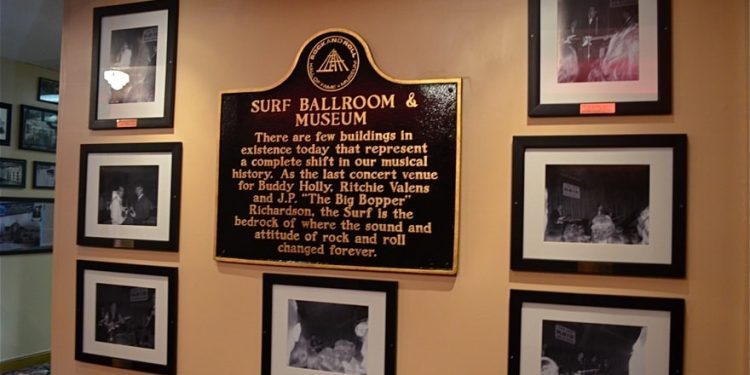 ROCK AND ROLL
HALL OF FAME + MUSEUM
SURF BALLROOM &
MUSEUM
There are few buildings in
existence today that represent
a complete shift in our musical
history. As the last concert venue
for Buddy Holly, Ritchie Valens
and J.P. "The Big Bopper"
Richardson, the Surf is the
bedrock of where the sound and
attitude of rock and roll
changed forever.